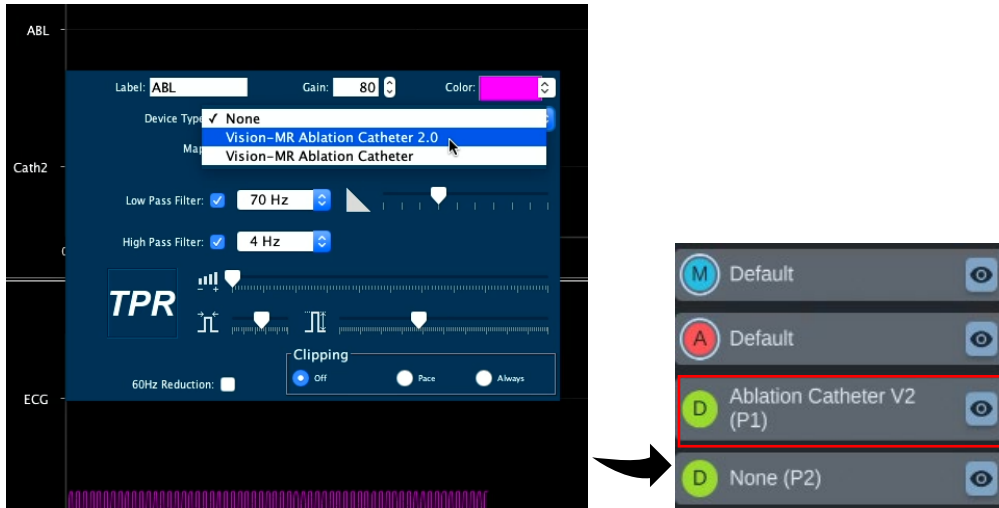 ABL
Label: ABL Gain: 80 Color:
Device Type ✓ None
Vision-MR Ablation Catheter 2.0
Map
Vision-MR Ablation Catheter
Cath2
Low Pass Filter: 70 Hz
High Pass Filter: 4 Hz
TPR
Clipping
Off Pace Always
60Hz Reduction:
ECG
M Default
A Default
D Ablation Catheter V2
(P1)
D None (P2)